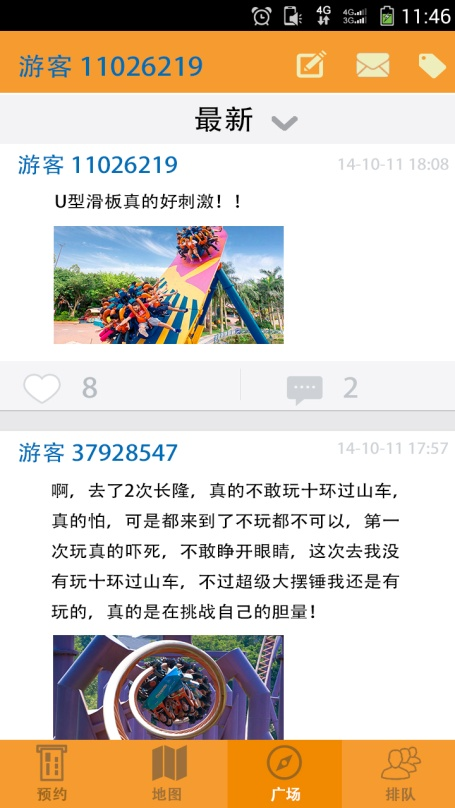 4G 4G 3G 11:46
游客 11026219
最新
游客 11026219 14-10-11 18:08
U型滑板真的好刺激！！
8 2
游客 37928547 14-10-11 17:57
啊，去了2次长隆，真的不敢玩十环过山车，
真的怕，可是都来到了不玩都不可以，第一
次玩真的吓死，不敢睁开眼睛，这次去我没
有玩十环过山车，不过超级大摆锤我还是有
玩的，真的是在挑战自己的胆量！
预约 地图 广场 排队